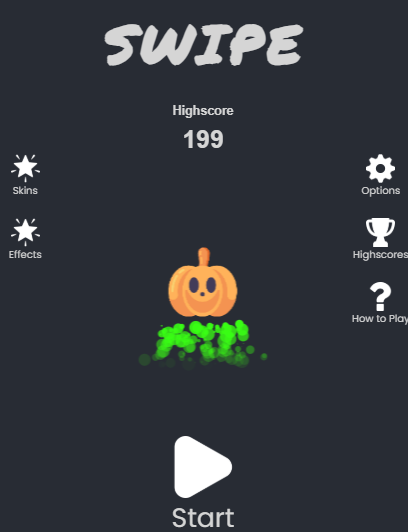 SWIPE
Highscore
199
Skins
Options
Effects
Highscores
How to Play
Start